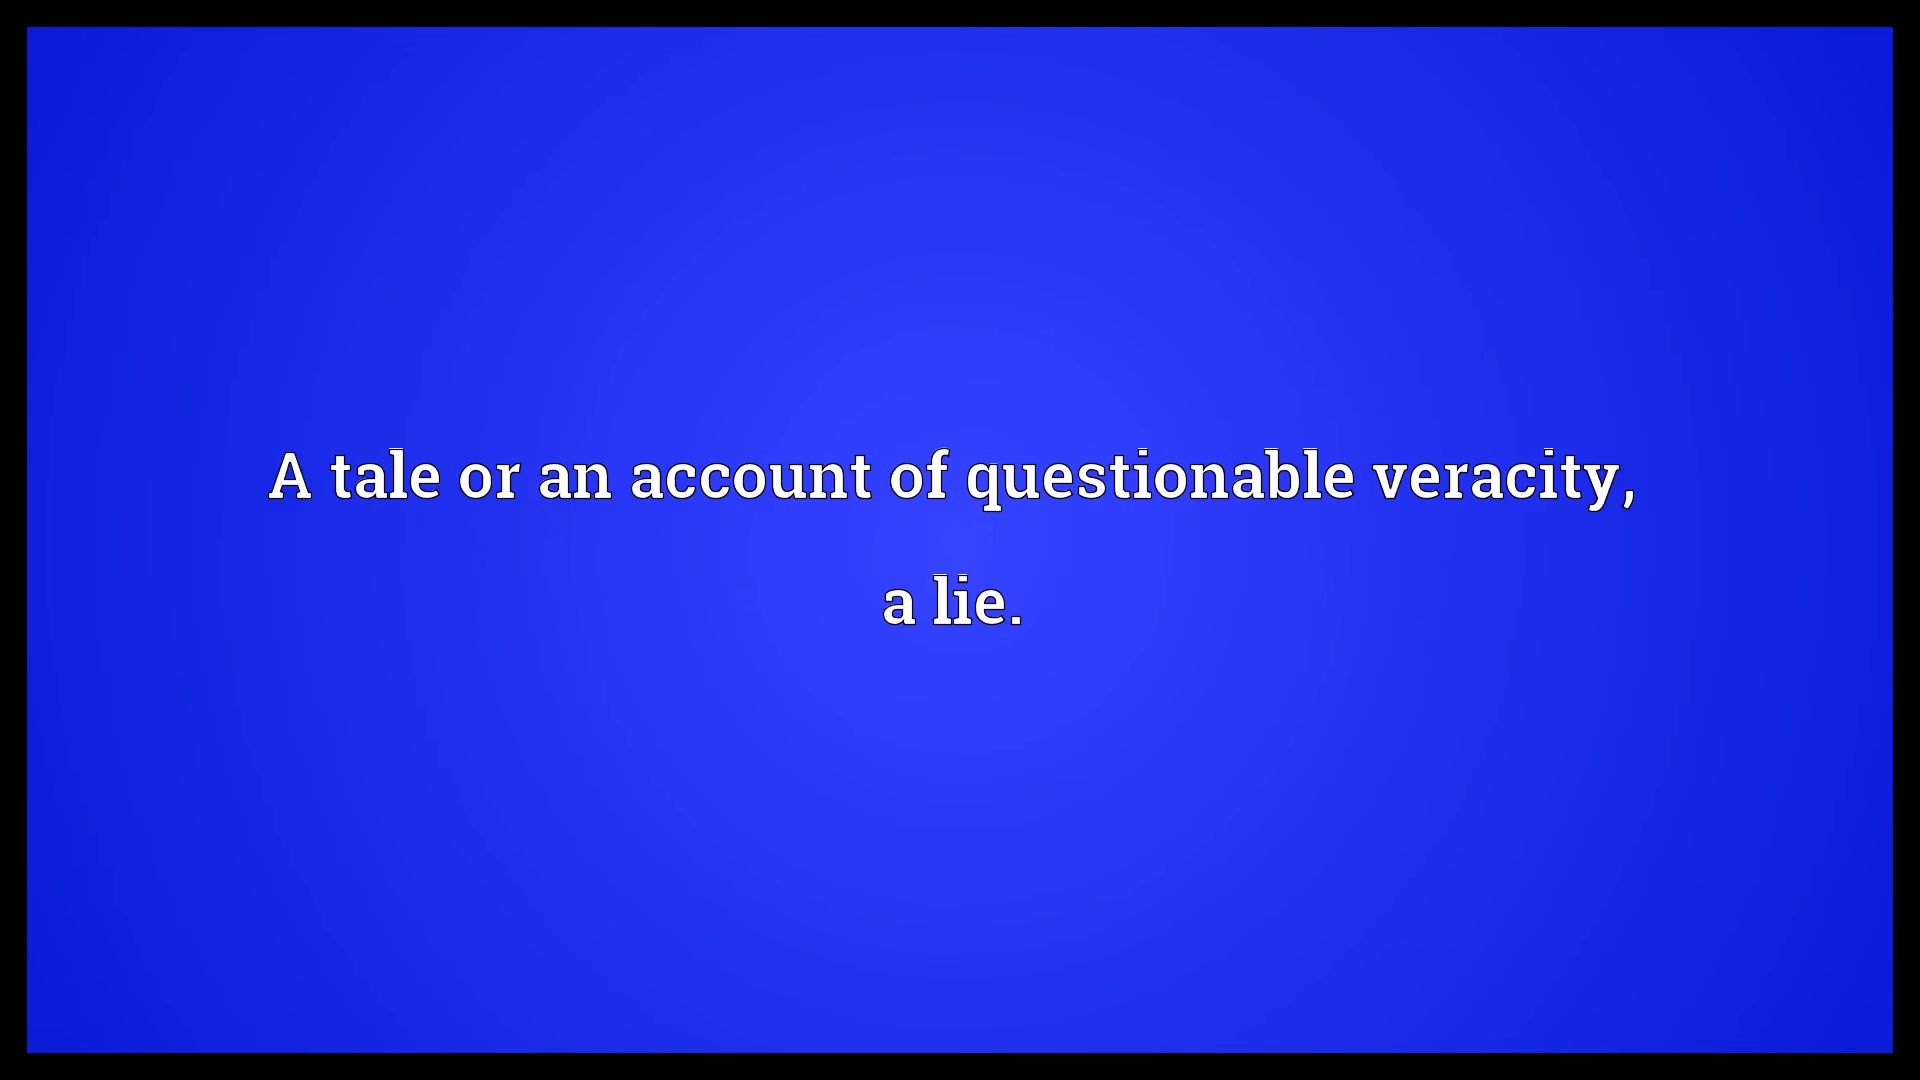 A tale or an account of questionable veracity,
a lie.